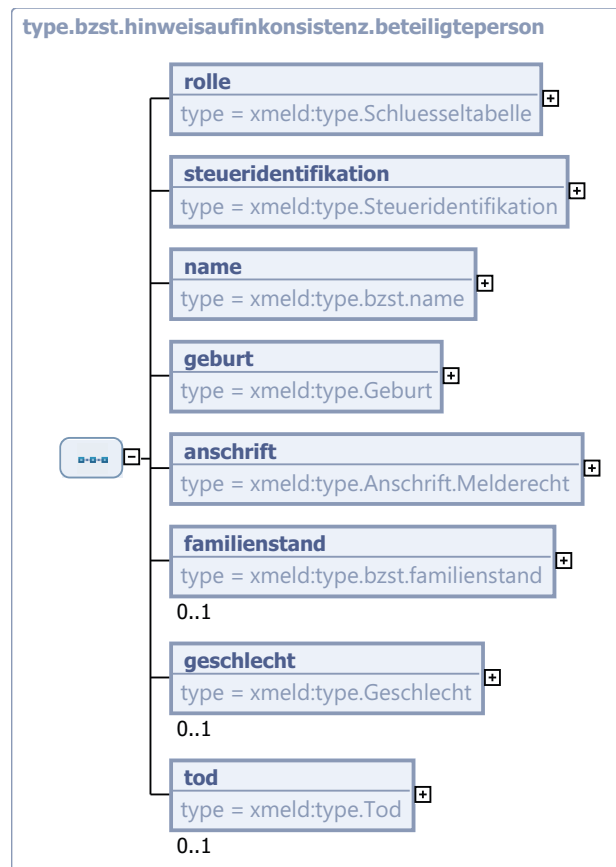 type.bzst.hinweisaufinkonsistenz.beteiligteperson
rolle
type = xmeld:type.Schluesseltabelle
steueridentifikation
type = xmeld:type.Steueridentifikation
name
type = xmeld:type.bzst.name
geburt
type = xmeld:type.Geburt
anschrift
type = xmeld:type.Anschrift.Melderecht
familienstand
type = xmeld:type.bzst.familienstand
0..1
geschlecht
type = xmeld:type.Geschlecht
0..1
tod
type = xmeld:type.Tod
0..1